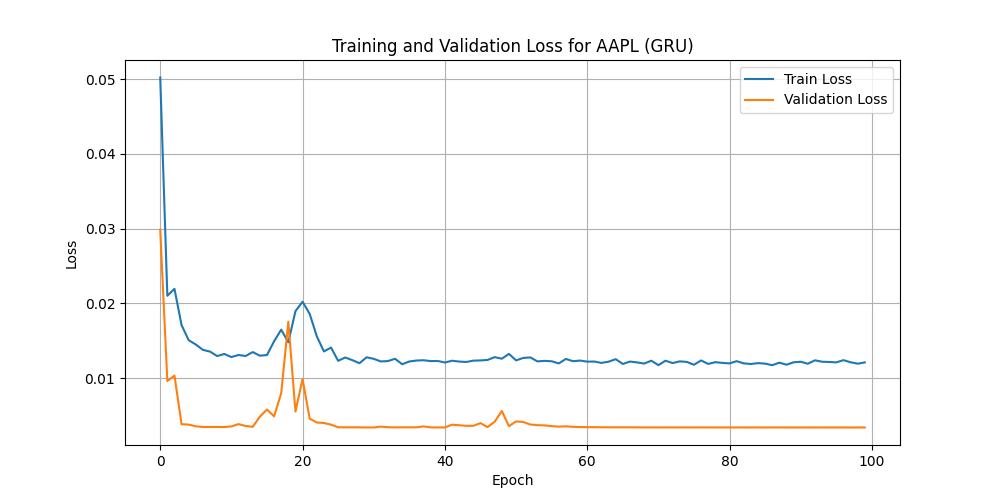 Training and Validation Loss for AAPL (GRU)
Train Loss
Validation Loss
0.05
0.04
0.03
0.02
0.01
Loss
0
20
40
60
80
100
Epoch